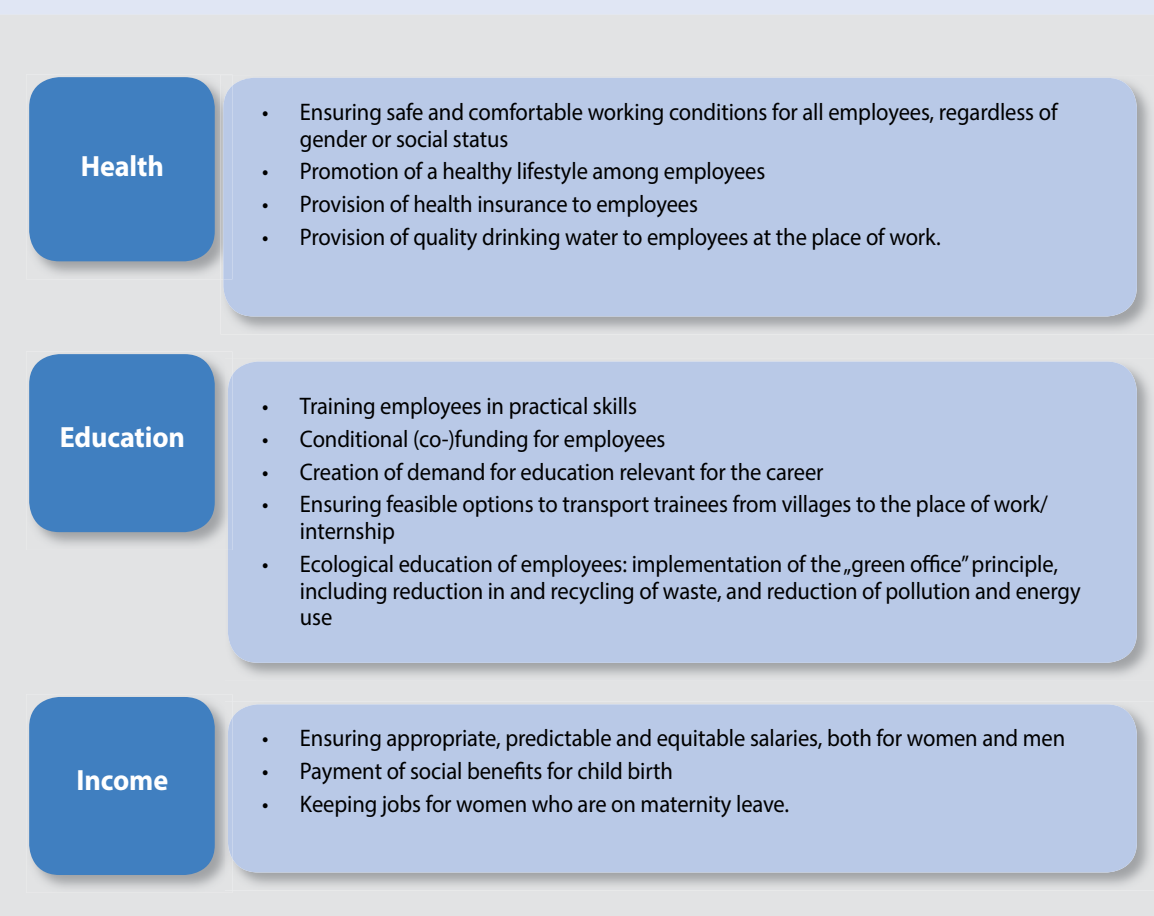 Health
• Ensuring safe and comfortable working conditions for all employees, regardless of
gender or social status
• Promotion of a healthy lifestyle among employees
• Provision of health insurance to employees
• Provision of quality drinking water to employees at the place of work.
Education
• Training employees in practical skills
• Conditional (co-)funding for employees
• Creation of demand for education relevant for the career
• Ensuring feasible options to transport trainees from villages to the place of work/
internship
• Ecological education of employees: implementation of the „green office” principle,
including reduction in and recycling of waste, and reduction of pollution and energy
use
Income
• Ensuring appropriate, predictable and equitable salaries, both for women and men
• Payment of social benefits for child birth
• Keeping jobs for women who are on maternity leave.